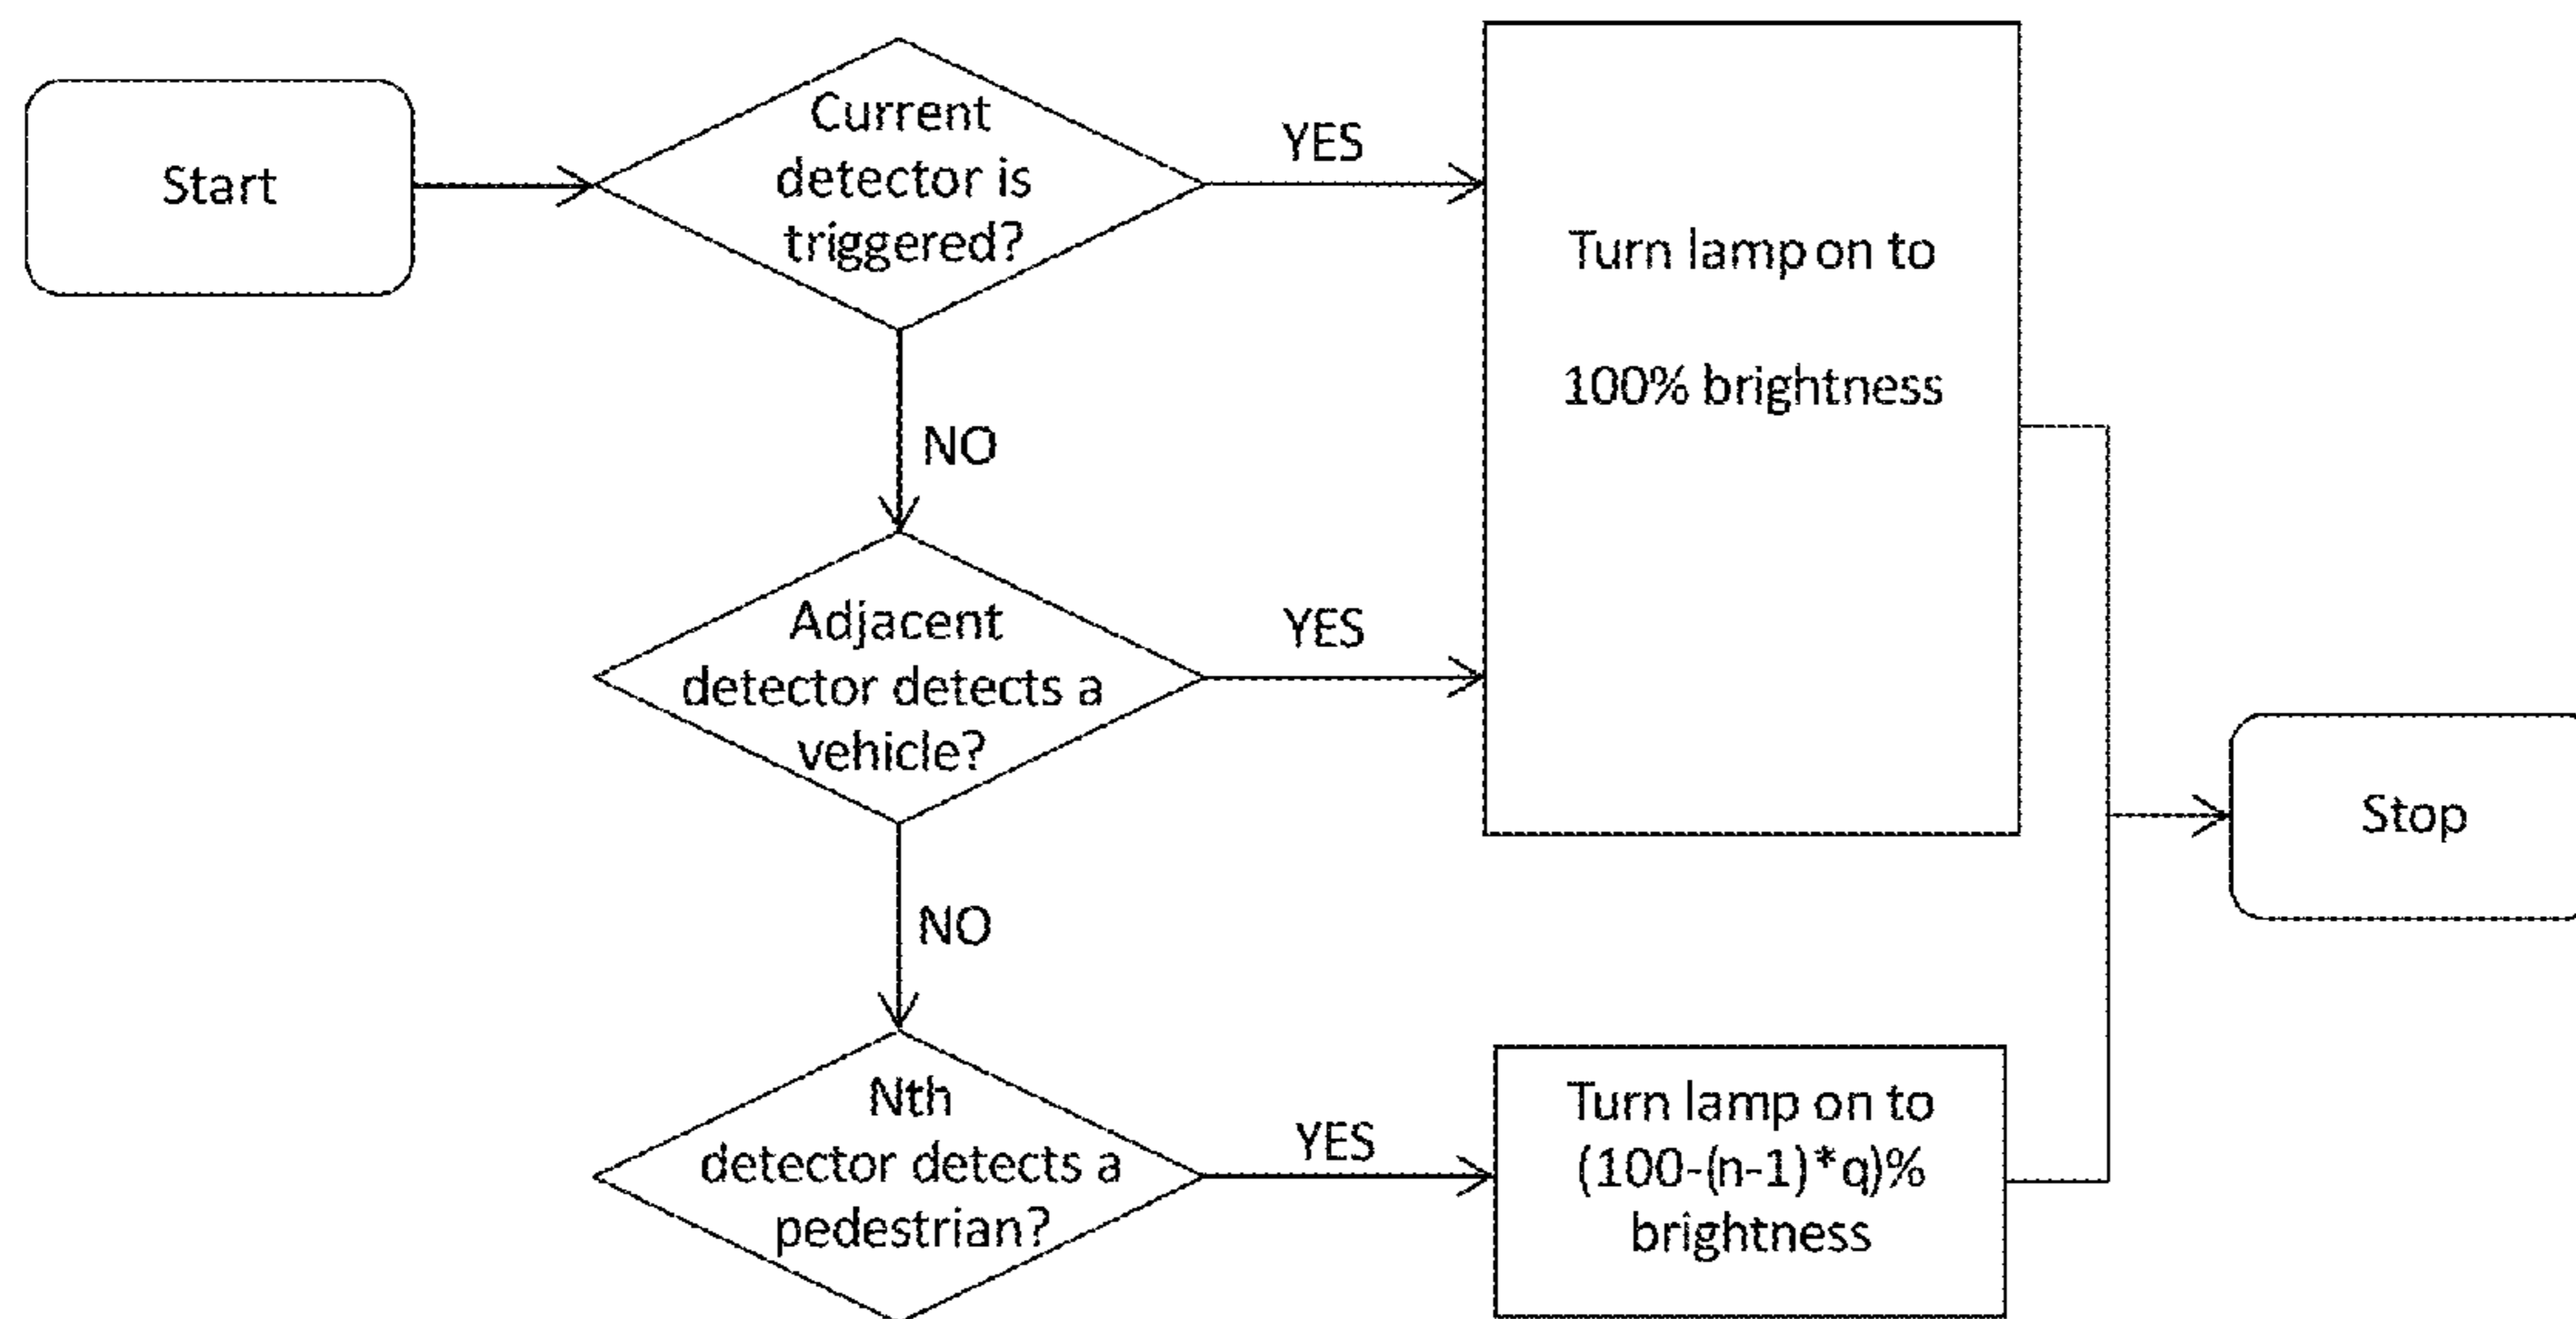 Start
Current
detector is
triggered?
YES
Turn lamp on to
100% brightness
NO
Adjacent
detector detects a
vehicle?
YES
Stop
NO
Nth
detector detects a
pedestrian?
YES
Turn lamp on to
(100-(n-1)*q)%
brightness